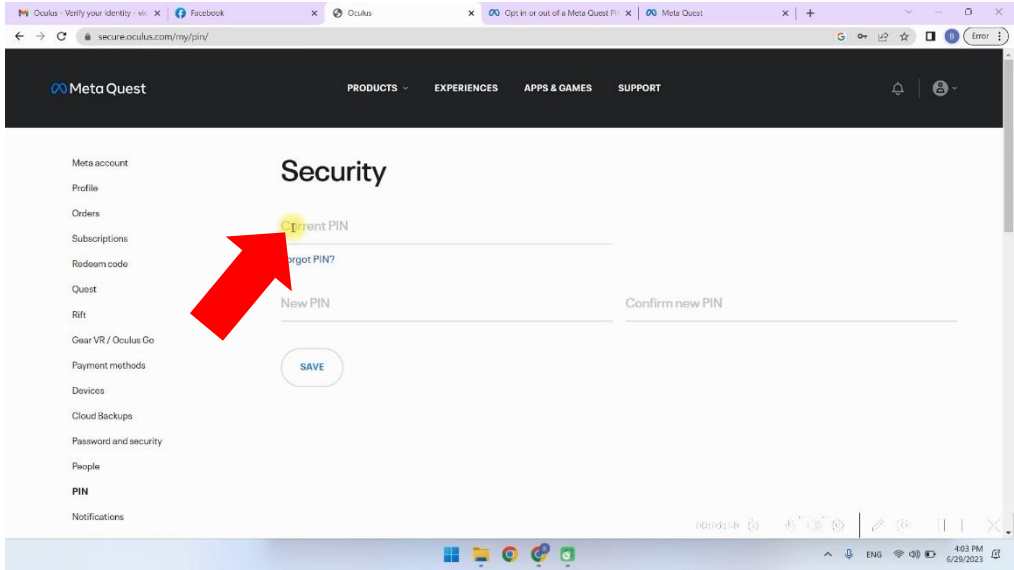 Oculus - Verify your identity - vic
Facebook
Oculus
Opt in or out of a Meta Quest Pl
Meta Quest
secure.oculus.com/my/pin/
Error
Meta Quest
PRODUCTS
EXPERIENCES
APPS & GAMES
SUPPORT
Meta account
Profile
Orders
Subscriptions
Redeem code
Quest
Rift
Gear VR / Oculus Go
Payment methods
Devices
Cloud Backups
Password and security
People
PIN
Notifications
Security
Current PIN
orgot PIN?
New PIN
Confirm new PIN
SAVE
ENG
4:03 PM
6/29/2023